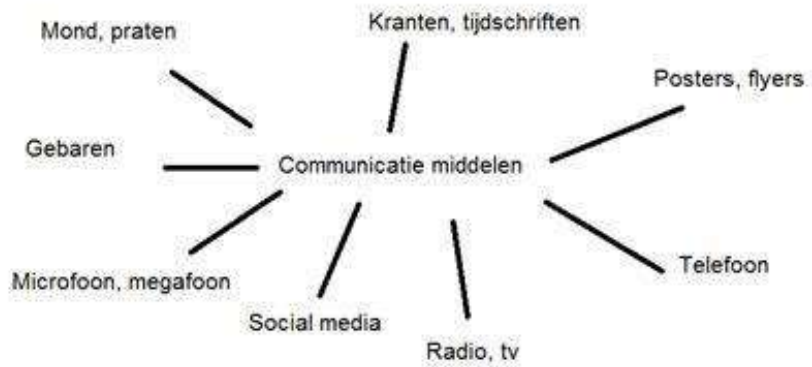 Kranten, tijdschriften
Mond, praten
Posters, flyers
Gebaren
Communicatie middelen
Telefoon
Microfoon, megafoon
Social media
Radio, tv